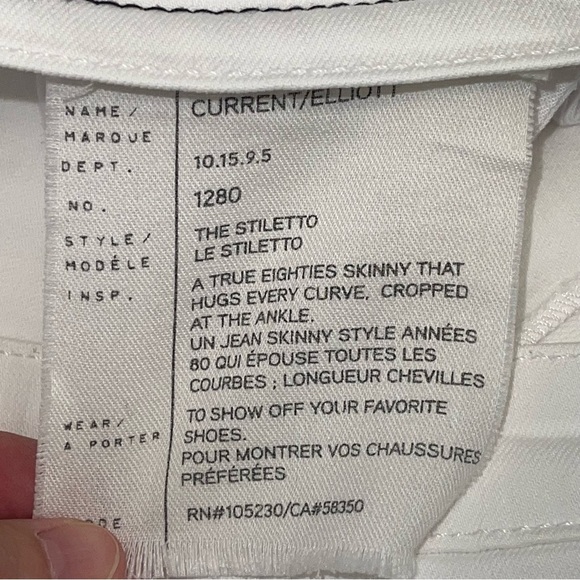 NAME/ CURRENT/ELLIOTT
MARQUE
DEPT. 10.15.9.5
NO. 1280
STYLE/ THE STILETTO
MODÈLE LE STILETTO
INSP. A TRUE EIGHTIES SKINNY THAT
HUGS EVERY CURVE, CROPPED
AT THE ANKLE.
UN JEAN SKINNY STYLE ANNÉES
80 QUI ÉPOUSE TOUTES LES
COURBES ; LONGUEUR CHEVILLES
WEAR/ TO SHOW OFF YOUR FAVORITE
A PORTER SHOES.
POUR MONTRER VOS CHAUSSURES
PRÉFÉRÉES
RN#105230/CA#58350